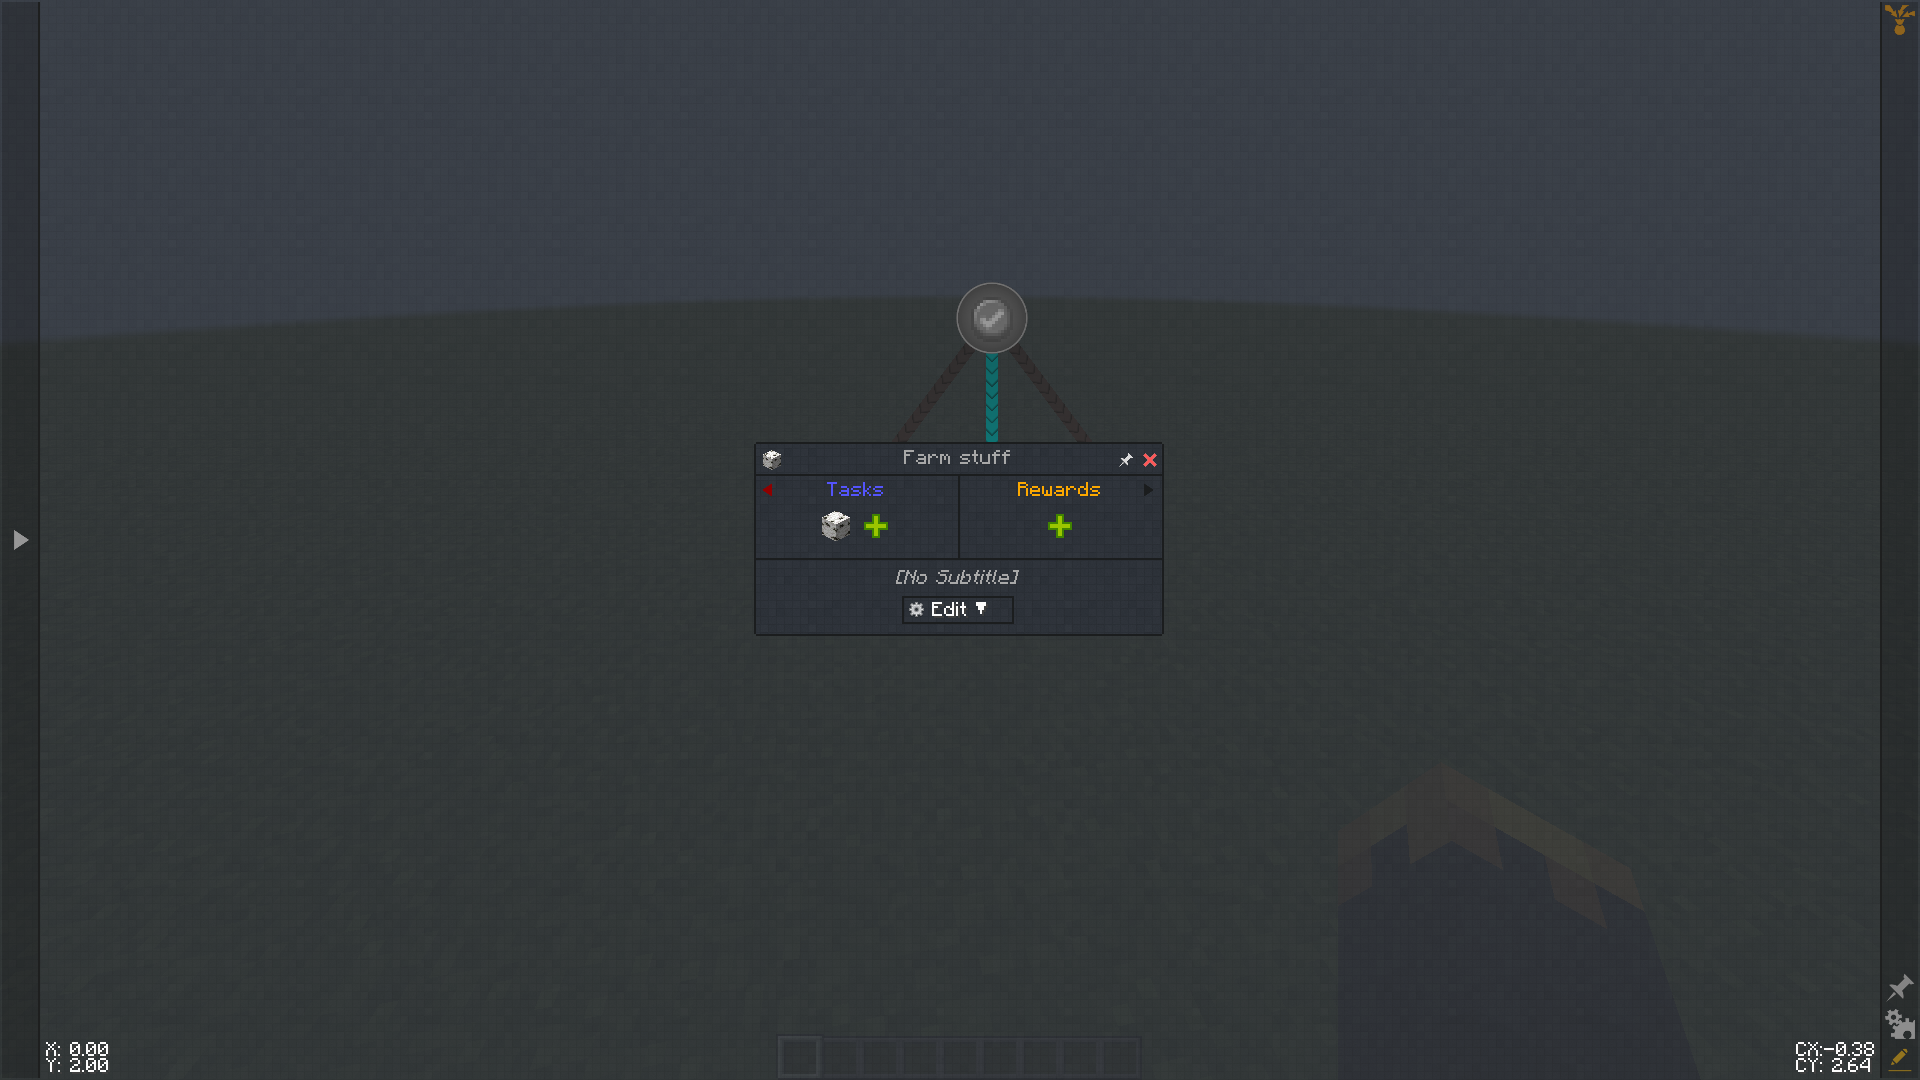 Farm stuff
Tasks
Rewards
[No Subtitle]
Edit ▼
X: 0.00
Y: 2.00
CX:-0.38
CY: 2.64